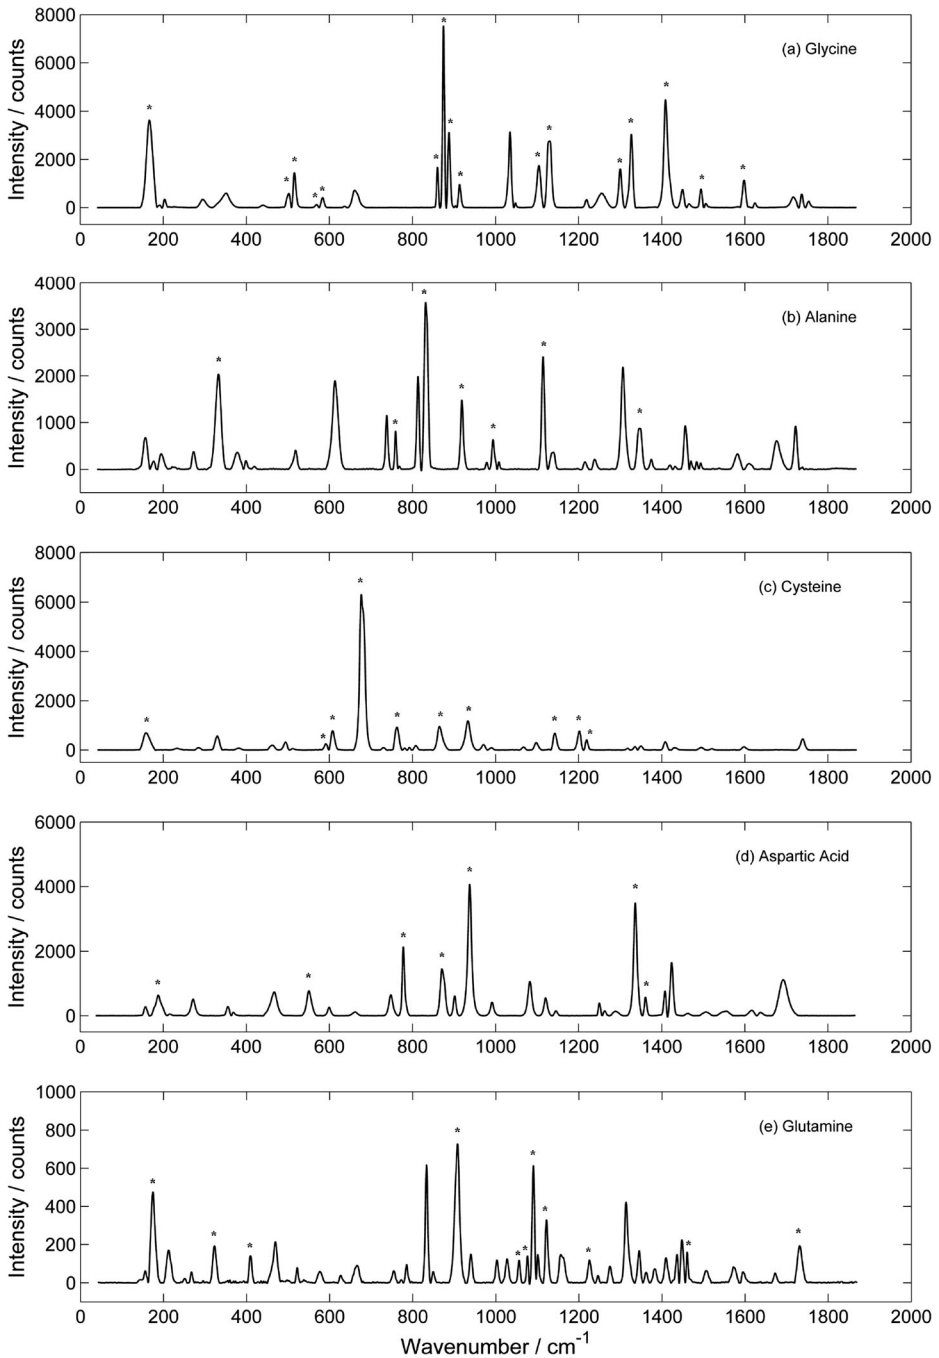 8000
6000
4000
2000
0
Intensity / counts
(a) Glycine
* * * * * * * * * * * * * * * *
0 200 400 600 800 1000 1200 1400 1600 1800 2000
4000
3000
2000
1000
0
Intensity / counts
(b) Alanine
* * * * * * *
0 200 400 600 800 1000 1200 1400 1600 1800 2000
8000
6000
4000
2000
0
Intensity / counts
(c) Cysteine
* * * * * * * * * *
0 200 400 600 800 1000 1200 1400 1600 1800 2000
6000
4000
2000
0
Intensity / counts
(d) Aspartic Acid
* * * * * * *
0 200 400 600 800 1000 1200 1400 1600 1800 2000
1000
800
600
400
200
0
Intensity / counts
(e) Glutamine
* * * * * * * * * * *
0 200 400 600 800 1000 1200 1400 1600 1800 2000
Wavenumber / cm⁻¹